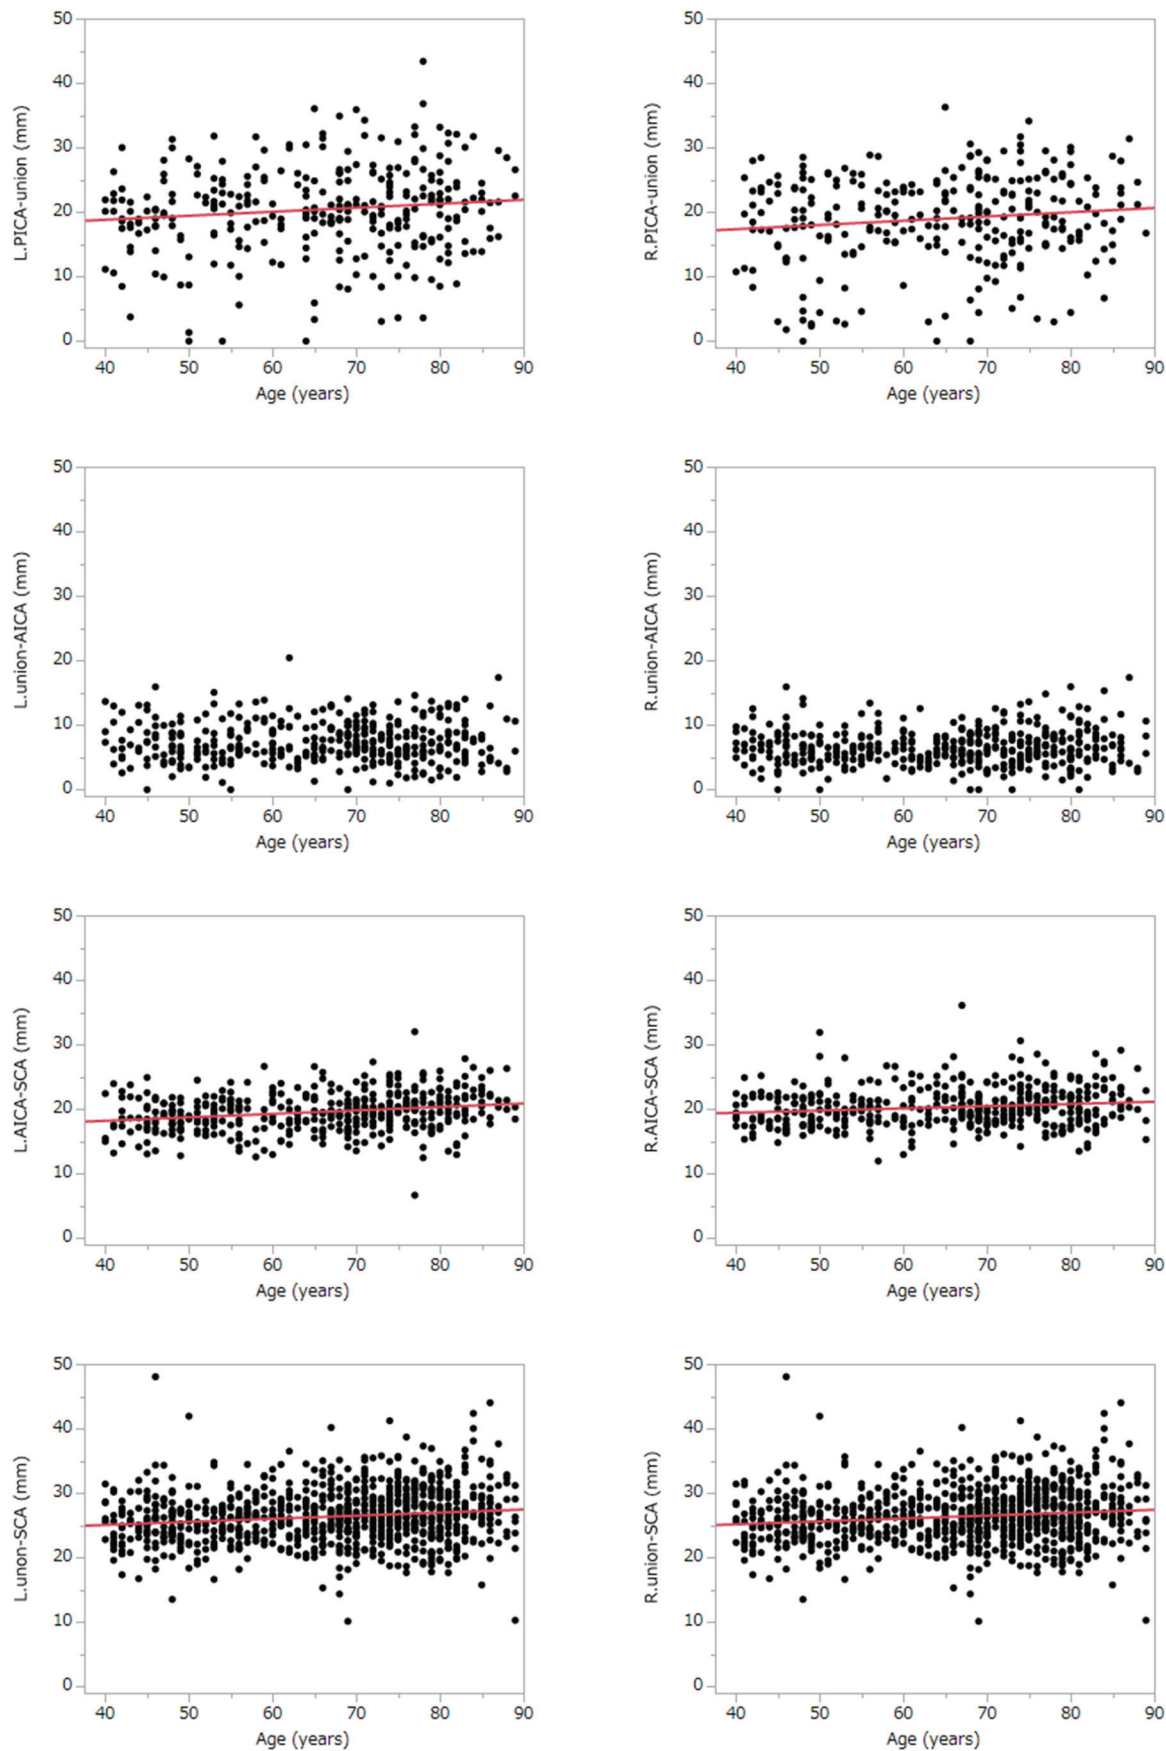 50
40
30
20
10
0
L.PICA-union (mm)
40 50 60 70 80 90
Age (years)
50
40
30
20
10
0
R.PICA-union (mm)
40 50 60 70 80 90
Age (years)
50
40
30
20
10
0
L.union-AICA (mm)
40 50 60 70 80 90
Age (years)
50
40
30
20
10
0
R.union-AICA (mm)
40 50 60 70 80 90
Age (years)
50
40
30
20
10
0
L.AICA-SCA (mm)
40 50 60 70 80 90
Age (years)
50
40
30
20
10
0
R.AICA-SCA (mm)
40 50 60 70 80 90
Age (years)
50
40
30
20
10
0
L.unon-SCA (mm)
40 50 60 70 80 90
Age (years)
50
40
30
20
10
0
R.union-SCA (mm)
40 50 60 70 80 90
Age (years)